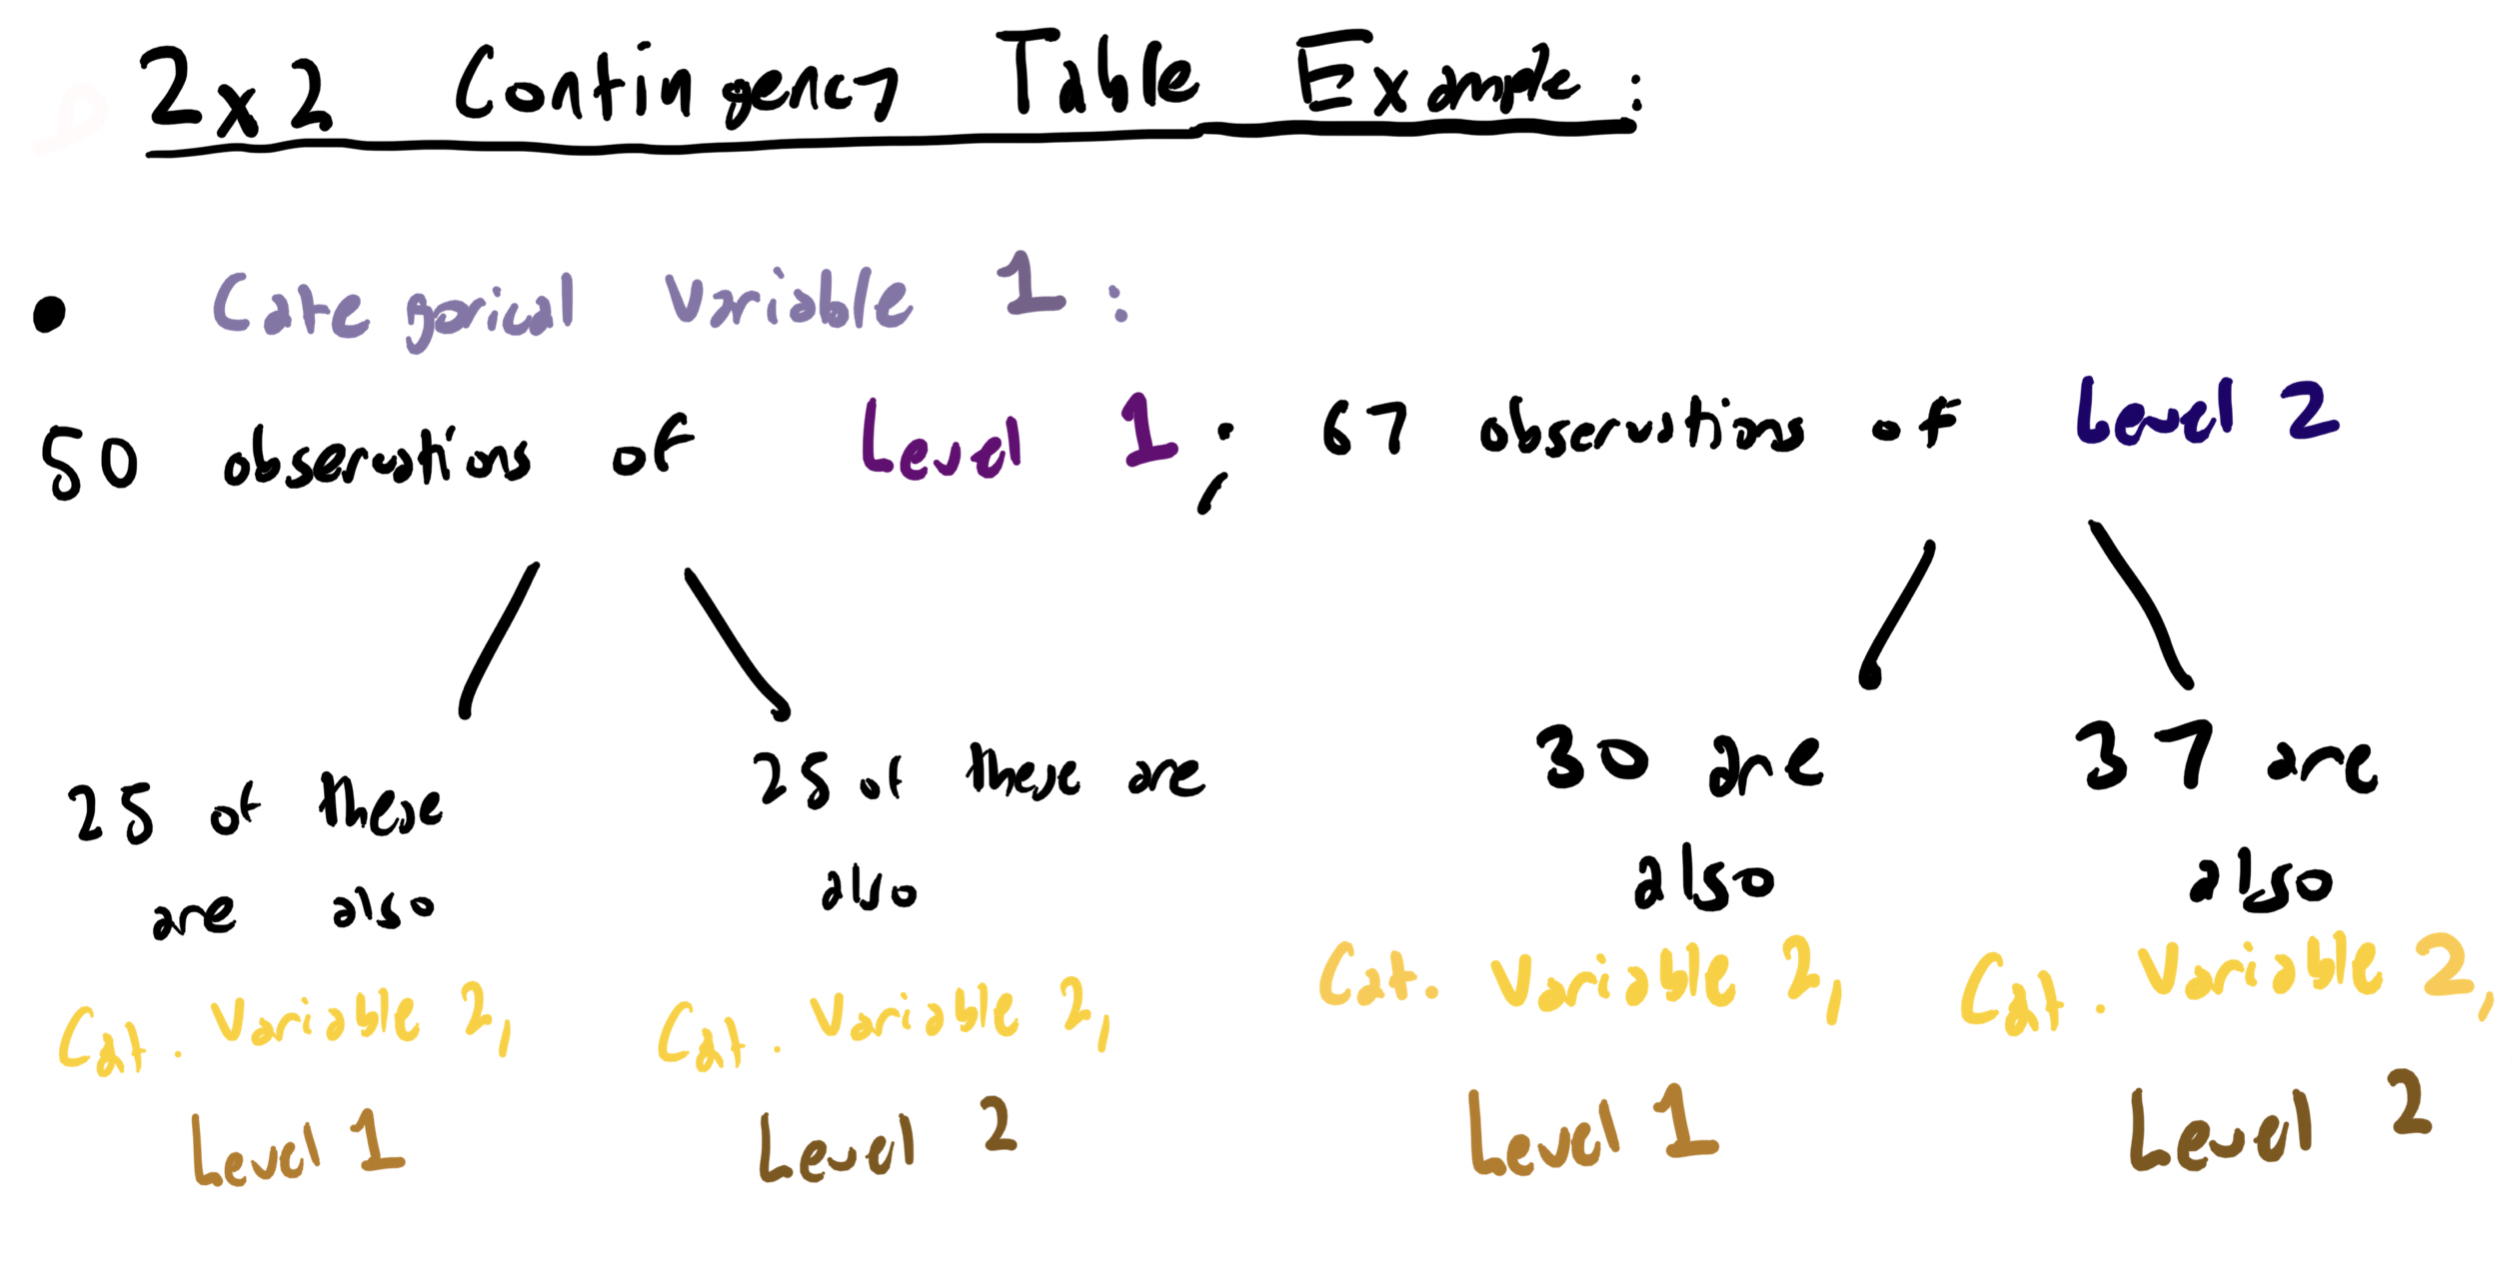 2x2 Contingency Table Example:
• Categorical Variable 1:
50 observations of Level 1; 67 observations of Level 2
25 of these
are also
Cat. Variable 2,
Level 1
25 of these are
also
Cat. Variable 2,
Level 2
30 are
also
Cat. Variable 2,
Level 1
37 are
also
Cat. Variable 2,
Level 2